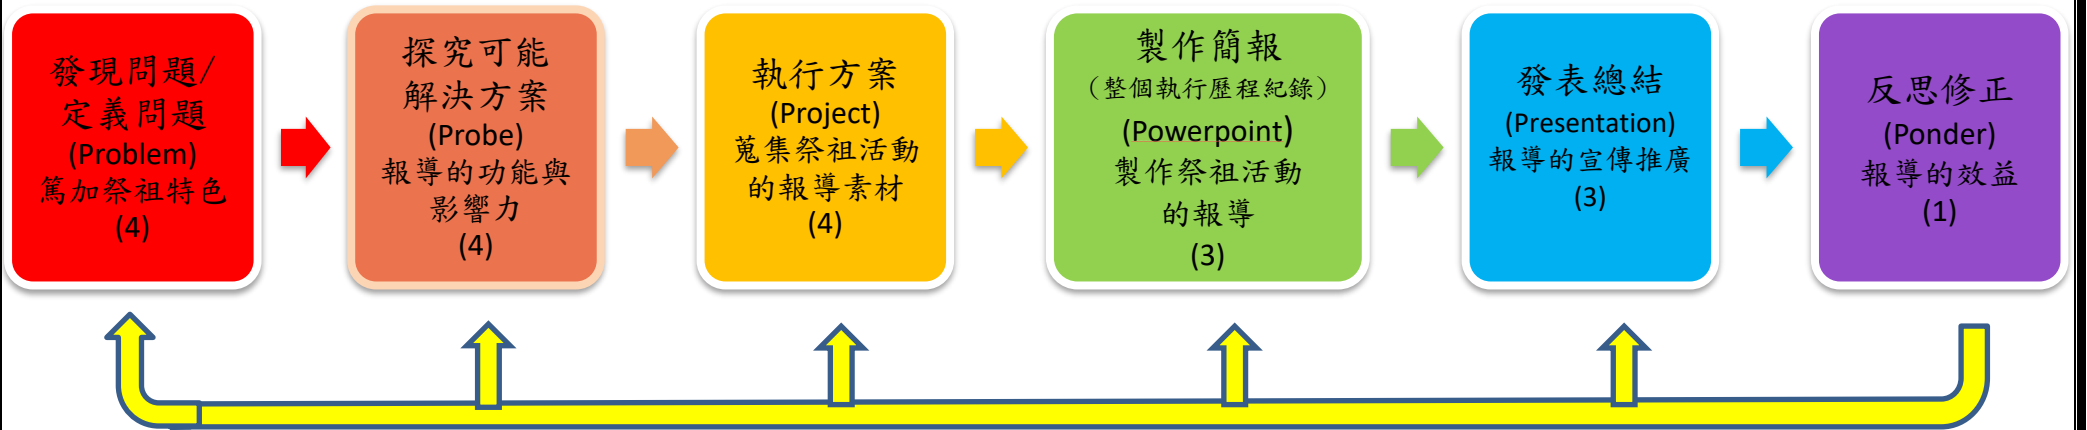 發現問題/
定義問題
(Problem)
篤加祭祖特色
(4)
探究可能
解決方案
(Probe)
報導的功能與
影響力
(4)
執行方案
(Project)
蒐集祭祖活動
的報導素材
(4)
製作簡報
（整個執行歷程紀錄）
(Powerpoint)
製作祭祖活動
的報導
(3)
發表總結
(Presentation)
報導的宣傳推廣
(3)
反思修正
(Ponder)
報導的效益
(1)